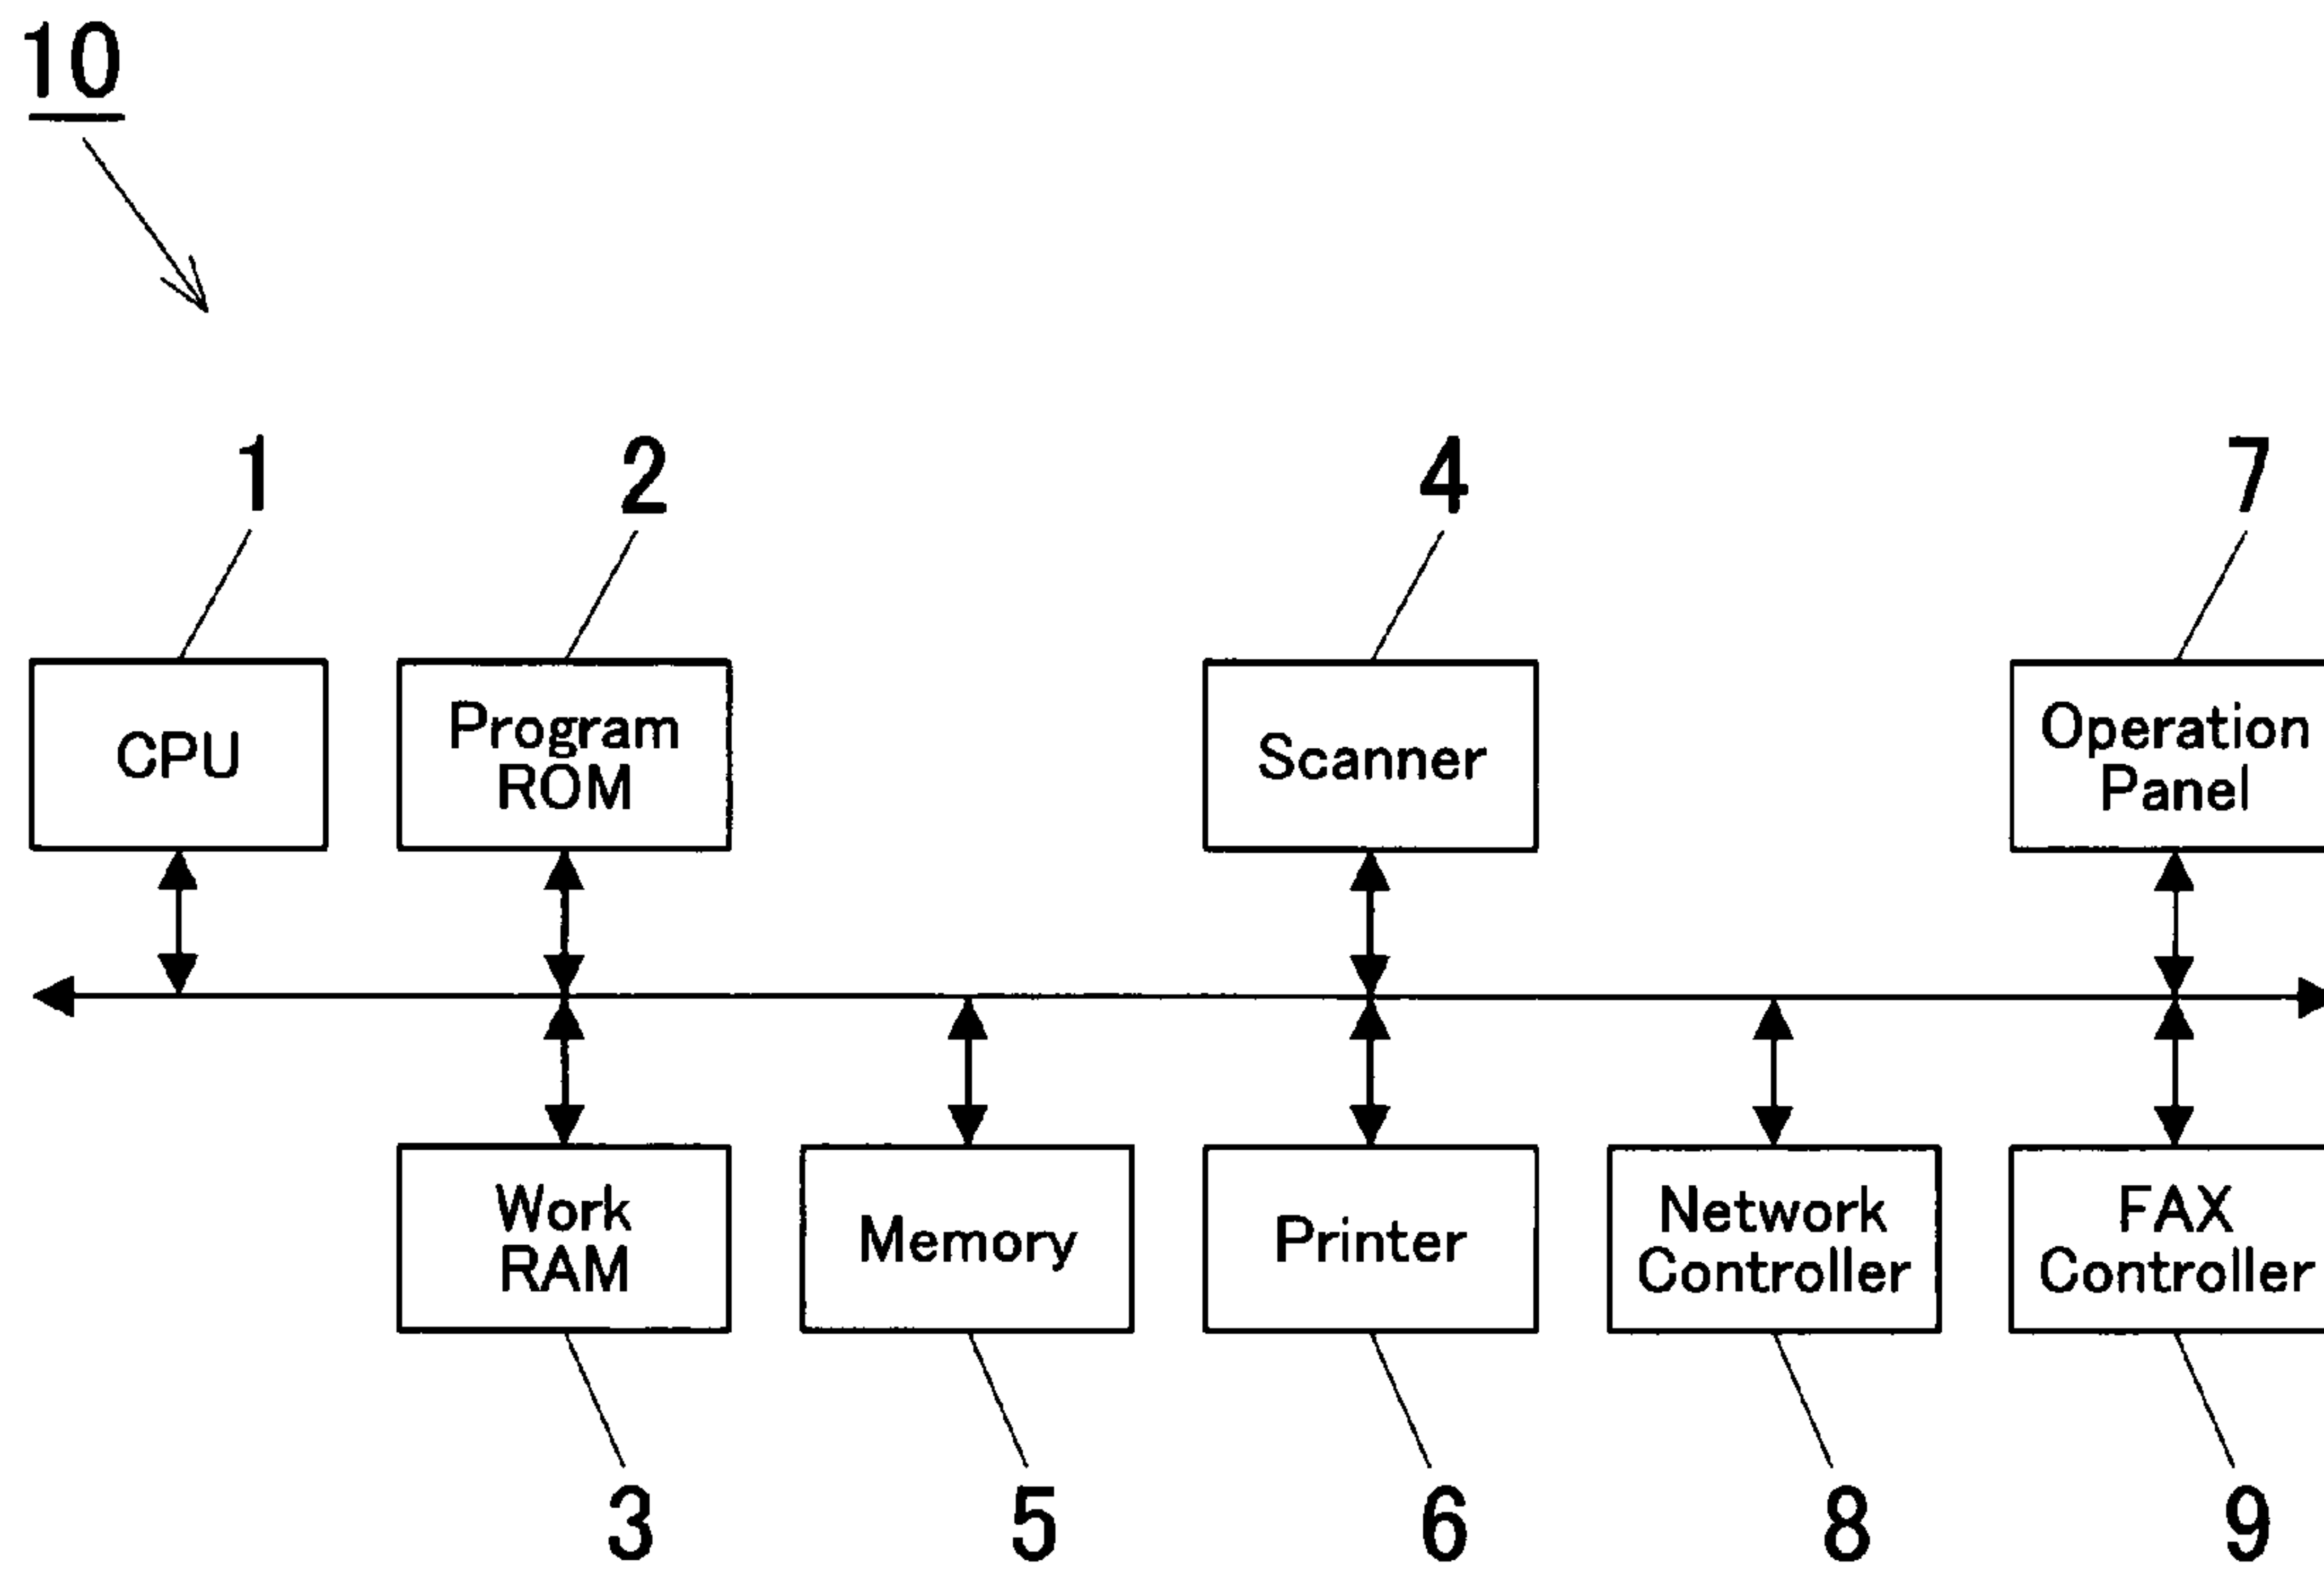 10
1
2
4
7
CPU
Program
ROM
Scanner
Operation
Panel
Work
RAM
Memory
Printer
Network
Controller
FAX
Controller
3
5
6
8
9